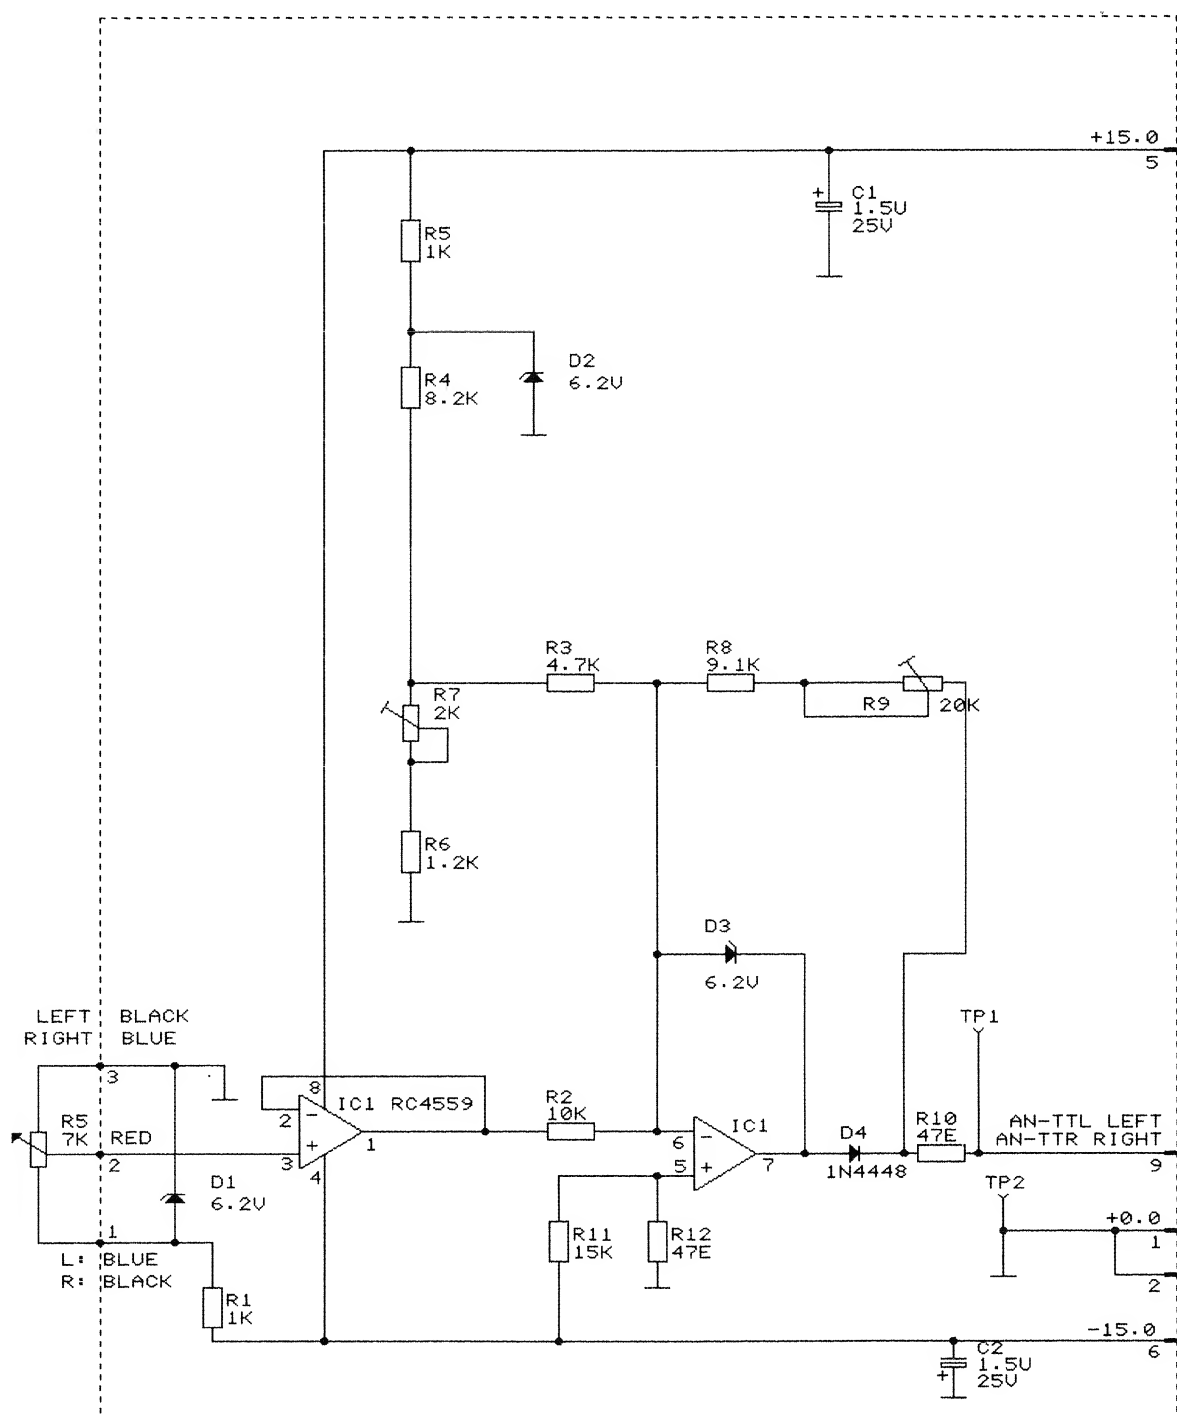 +15.0
5
C1
1.5U
25V
+
R5
1K
D2
6.2V
R4
8.2K
R3
4.7K
R8
9.1K
R7
2K
R9
20K
R6
1.2K
D3
6.2V
LEFT BLACK
RIGHT BLUE
TP1
3
8
IC1 RC4559
R2
10K
2
-
R5
7K
RED
2
+
3
1
4
6
-
5
+
IC1
7
D4
1N4448
R10
47E
AN-TTL LEFT
AN-TTR RIGHT
9
D1
6.2V
TP2
1
L: BLUE
R: BLACK
R11
15K
R12
47E
+0.0
1
2
R1
1K
-15.0
6
C2
1.5U
25V
+